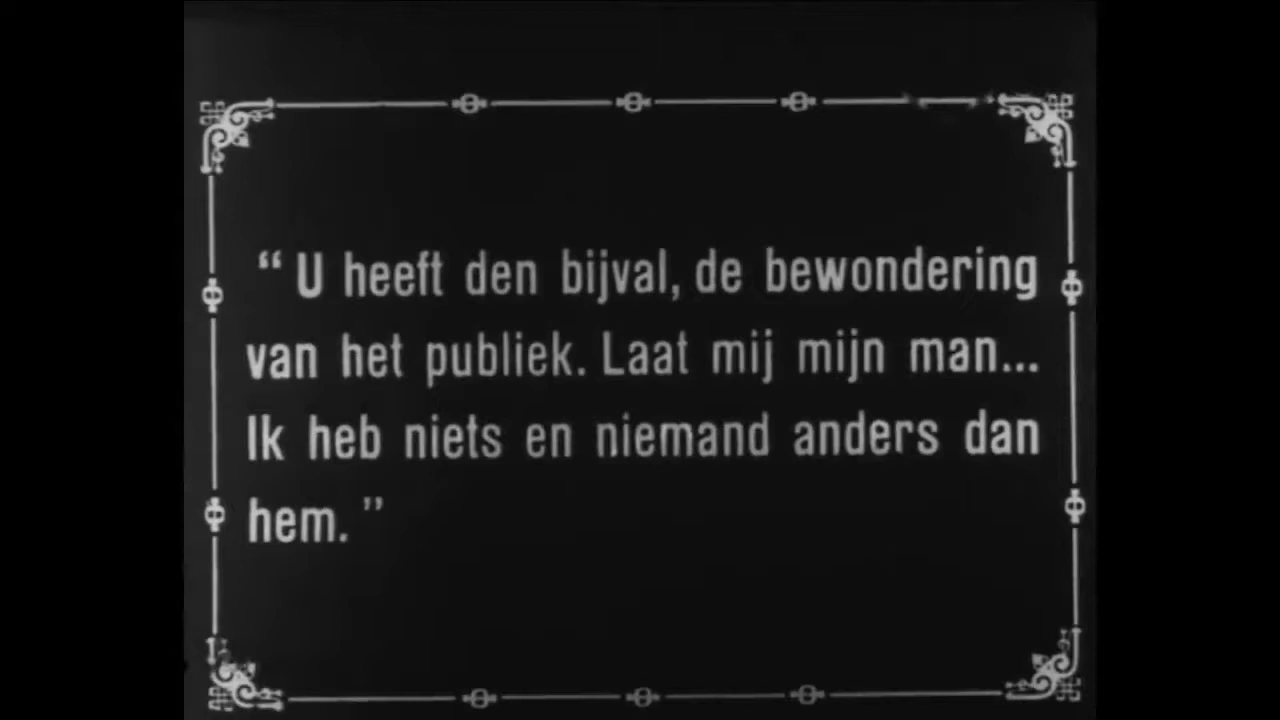 “ U heeft den bijval, de bewondering
van het publiek. Laat mij mijn man...
Ik heb niets en niemand anders dan
hem. ”